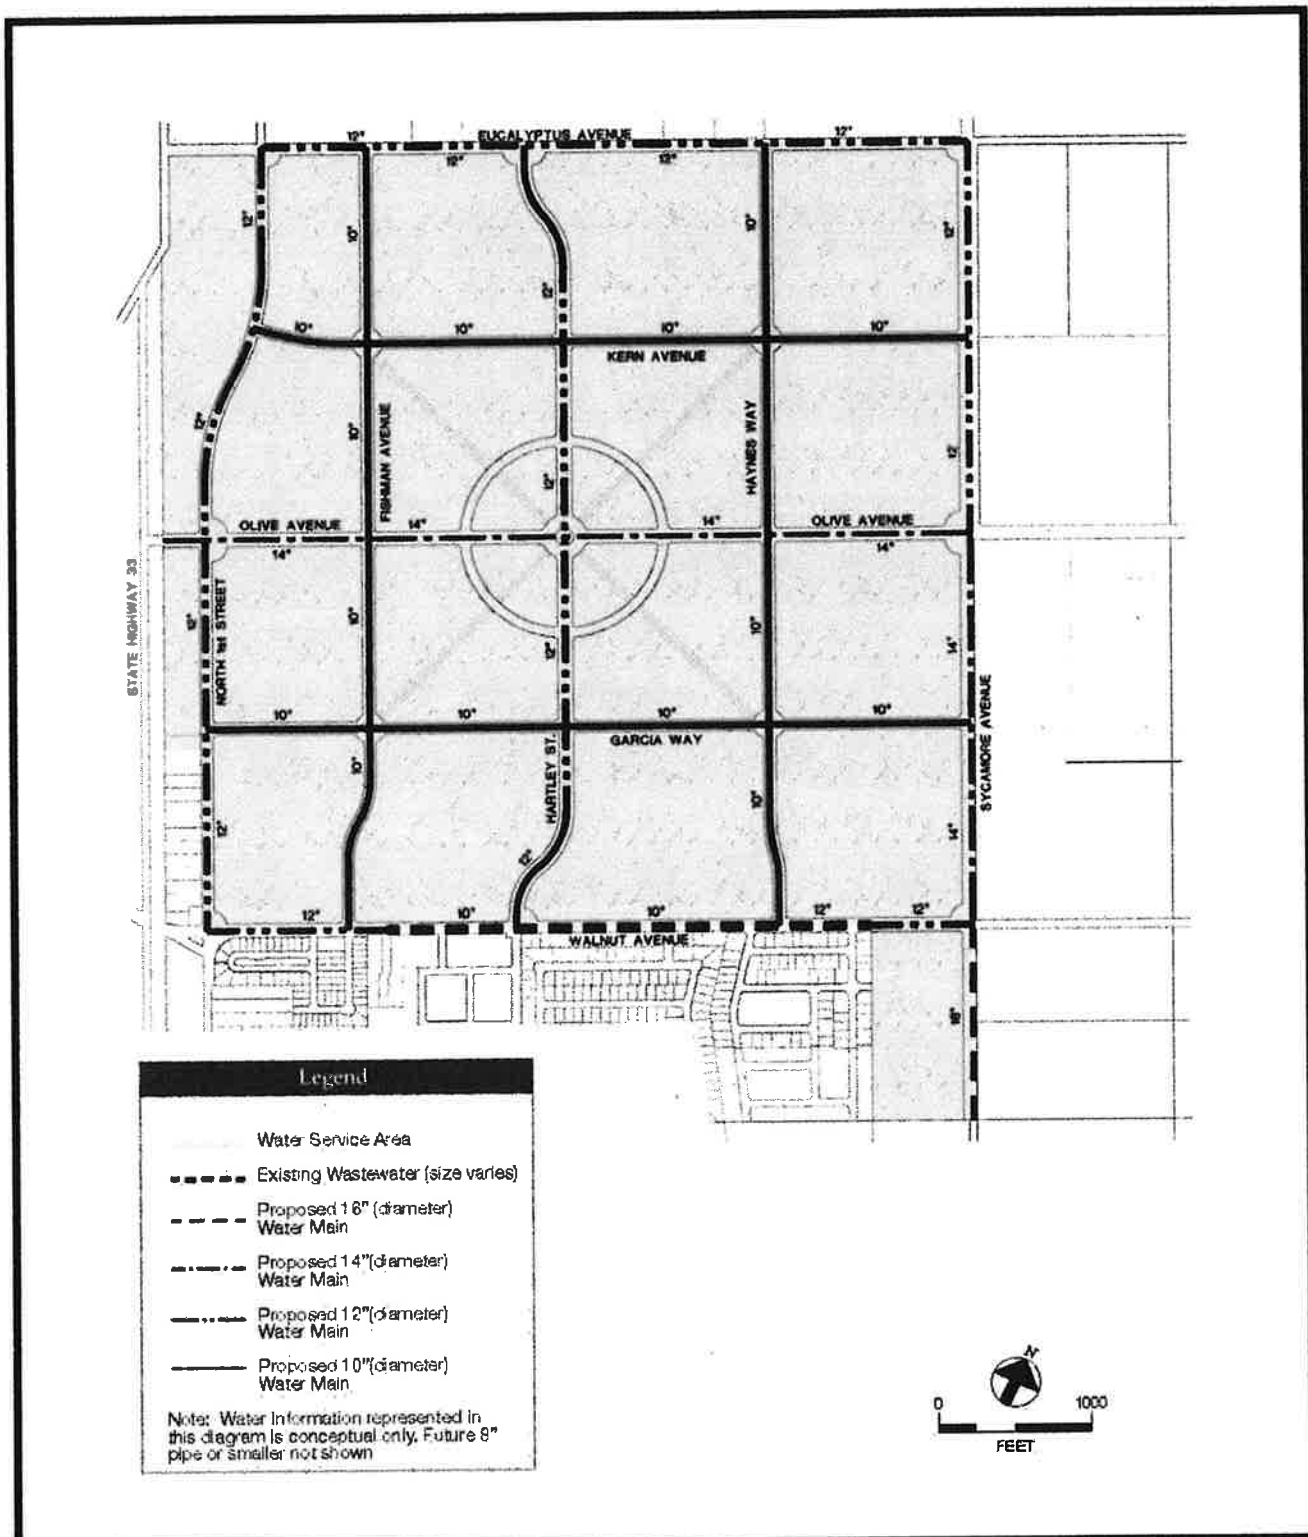 12"
EUCALYPTUS AVENUE
12"
12"
12"
12"
10"
10"
12"
12"
10"
10"
10"
10"
KERN AVENUE
12"
10"
FISHMAN AVENUE
HAYNES WAY
12
12"
OLIVE AVENUE
14"
14"
OLIVE AVENUE
14"
14"
STATE HIGHWAY 33
12"
NORTH 1st STREET
10"
12"
10"
14"
10"
10"
10"
10"
GARCIA WAY
SYCAMORE AVENUE
10"
HARTLEY ST.
10"
12"
12"
14"
12"
10"
10"
12"
12"
WALNUT AVENUE
16"
Legend
Water Service Area
Existing Wastewater (size varies)
Proposed 16" (diameter)
Water Main
Proposed 14"(diameter)
Water Main
Proposed 12"(diameter)
Water Main
Proposed 10"(diameter)
Water Main
Note: Water Information represented in
this diagram is conceptual only. Future 8"
pipe or smaller not shown
N
0 1000
FEET